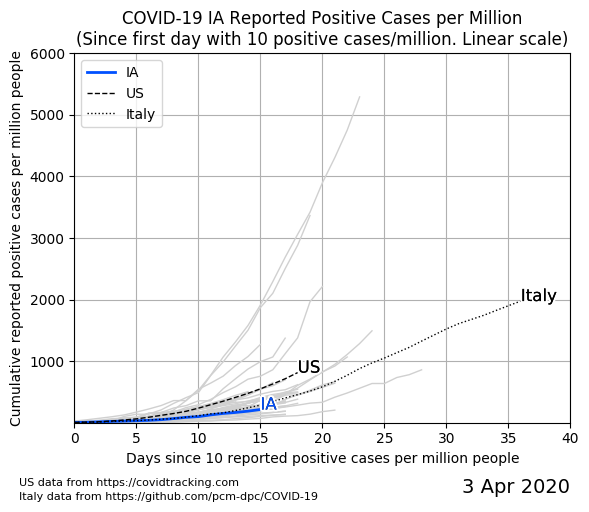 COVID-19 IA Reported Positive Cases per Million
(Since first day with 10 positive cases/million. Linear scale)
Cumulative reported positive cases per million people
6000
5000
4000
3000
2000
1000
IA
US
Italy
Italy
US
IA
0 5 10 15 20 25 30 35 40
Days since 10 reported positive cases per million people
US data from https://covidtracking.com
Italy data from https://github.com/pcm-dpc/COVID-19
3 Apr 2020